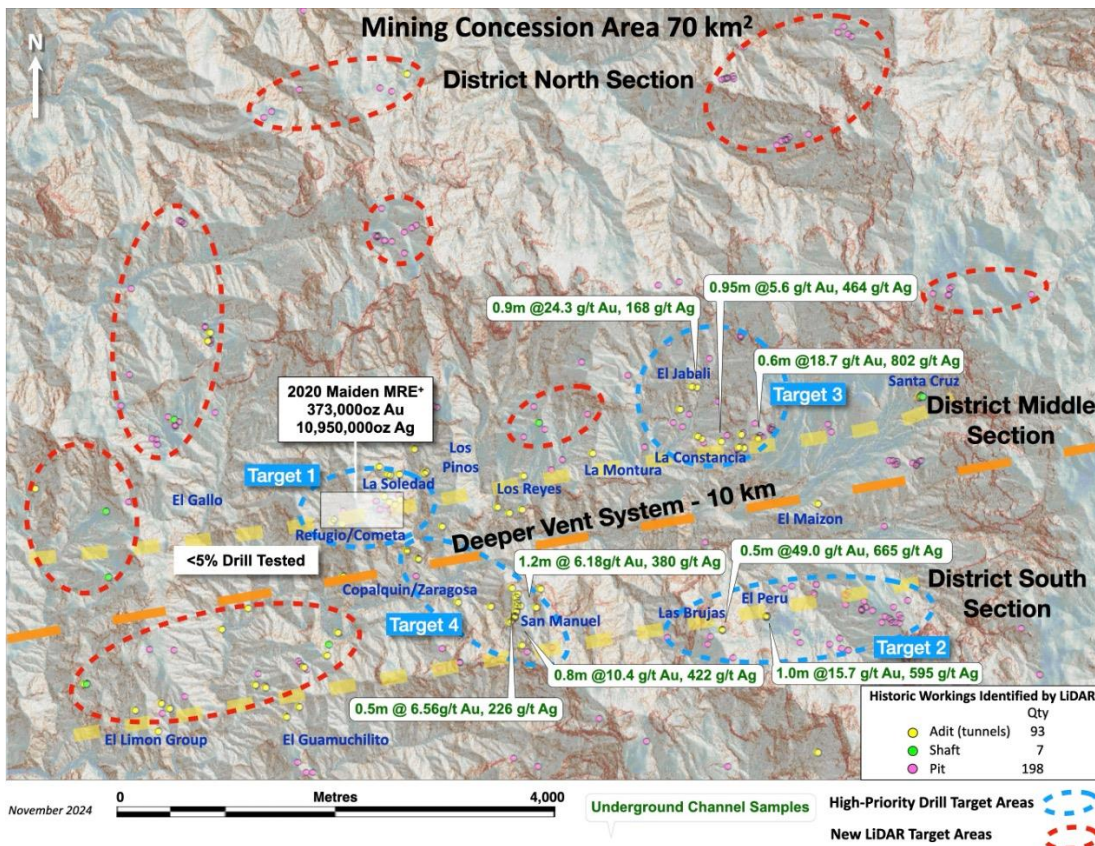 Mining Concession Area 70 km²
N
District North Section
0.95m @5.6 g/t Au, 464 g/t Ag
0.9m @24.3 g/t Au, 168 g/t Ag
0.6m @18.7 g/t Au, 802 g/t Ag
El Jabali
Target 3
Santa Cruz
2020 Maiden MRE+
373,000oz Au
10,950,000oz Ag
District Middle
Section
Los
Pinos
La Constancia
La Montura
Target 1
La Soledad
Los Reyes
El Gallo
Refugio/Cometa
Deeper Vent System - 10 km
El Maizon
<5% Drill Tested
0.5m @49.0 g/t Au, 665 g/t Ag
1.2m @ 6.18g/t Au, 380 g/t Ag
Copalquin/Zaragosa
District South
Section
El Peru
Las Brujas
San Manuel
Target 4
Target 2
0.8m @10.4 g/t Au, 422 g/t Ag
1.0m @15.7 g/t Au, 595 g/t Ag
0.5m @ 6.56g/t Au, 226 g/t Ag
El Limon Group
El Guamuchilito
Historic Workings Identified by LiDAR
Qty
Adit (tunnels) 93
Shaft 7
Pit 198
November 2024
0 Metres 4,000
Underground Channel Samples
High-Priority Drill Target Areas
New LiDAR Target Areas